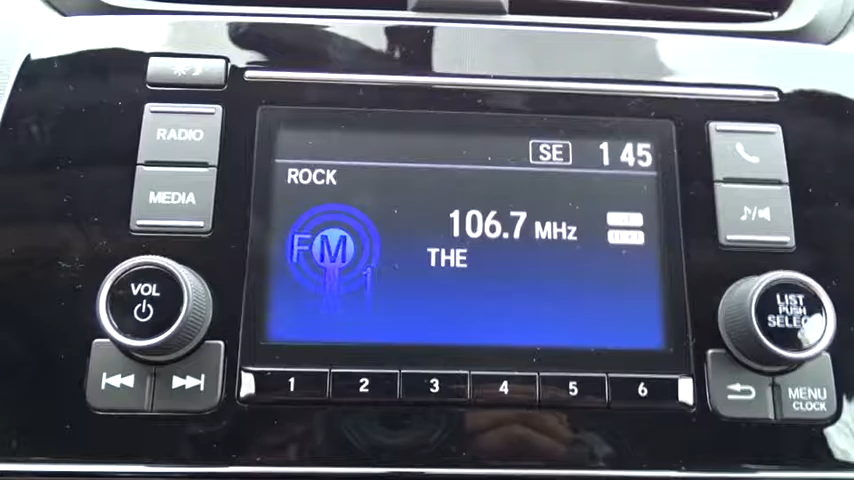 RADIO
MEDIA
VOL
SE
1 45
ROCK
106.7 MHz
FM
1
THE
LIST
PUSH
SELECT
1 2 3 4 5 6
MENU
CLOCK